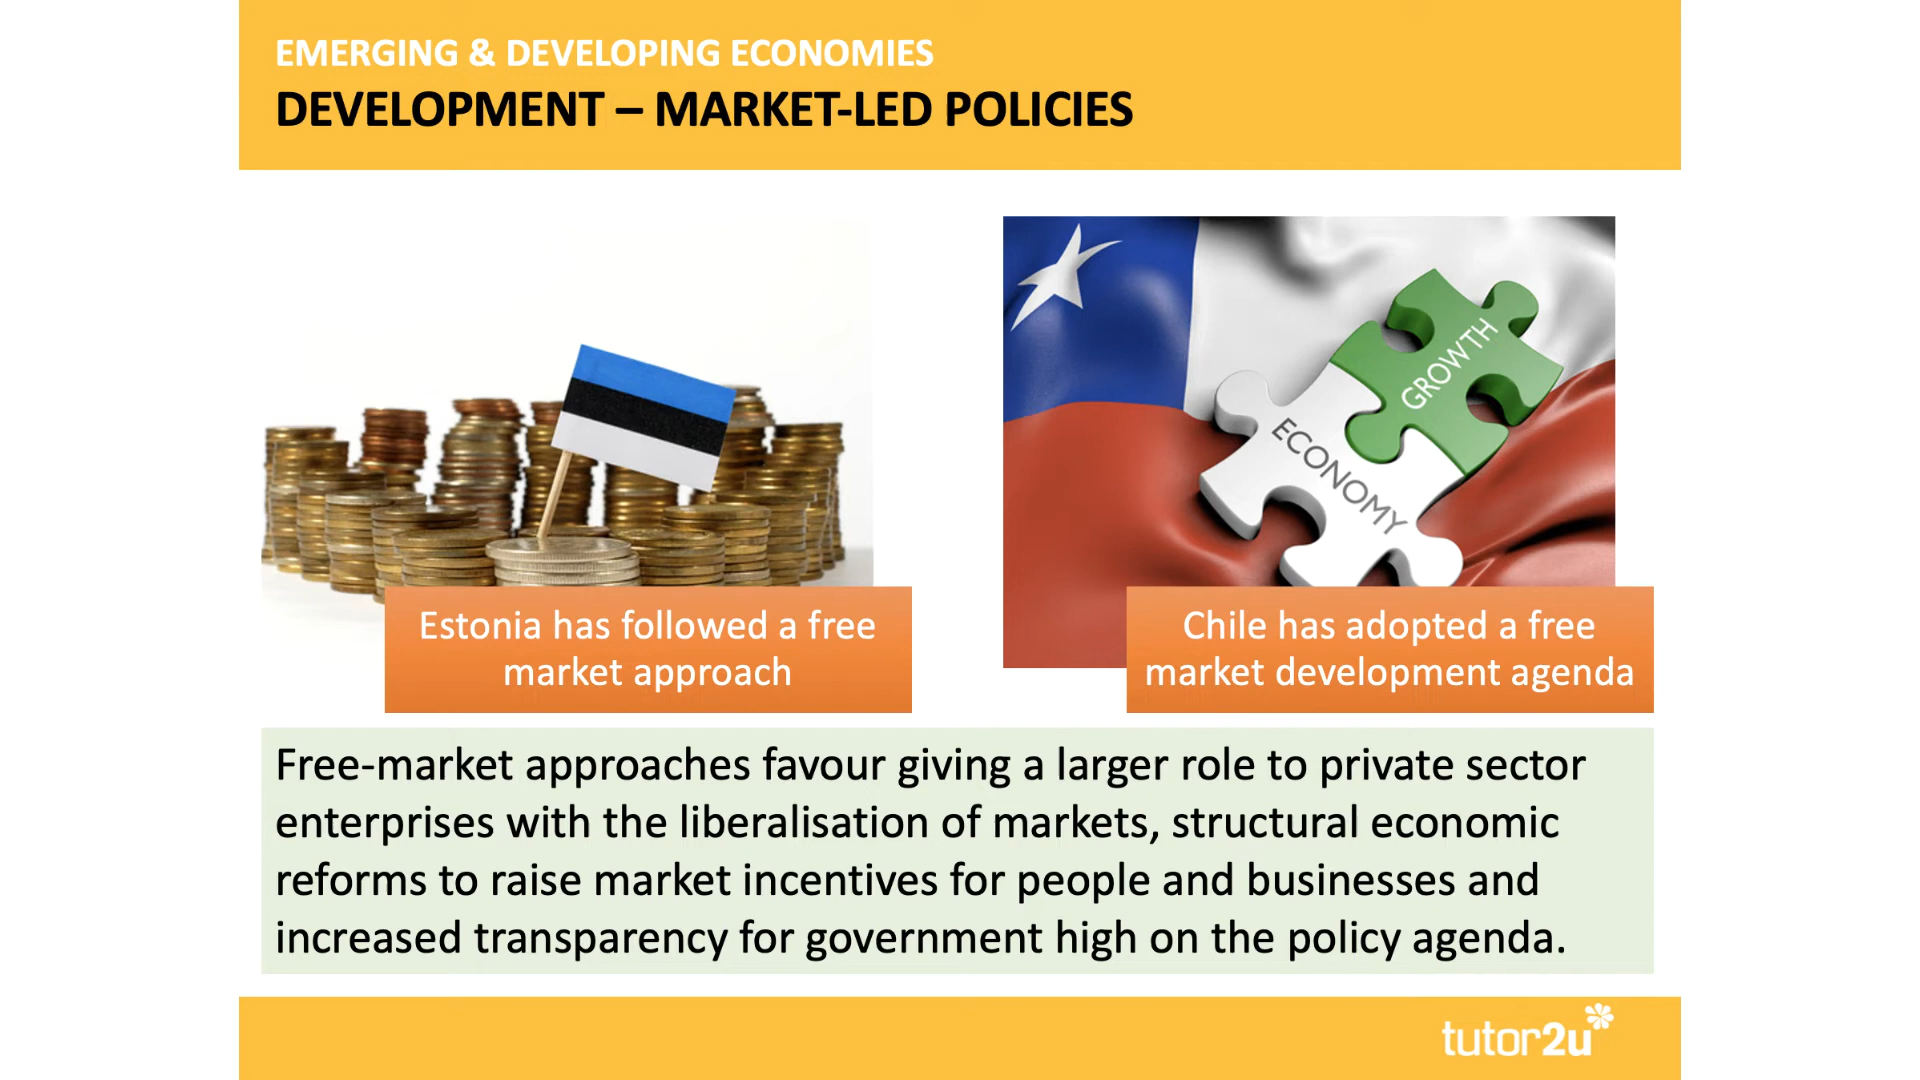 EMERGING & DEVELOPING ECONOMIES
DEVELOPMENT – MARKET-LED POLICIES
GROWTH
ECONOMY
Estonia has followed a free
market approach
Chile has adopted a free
market development agenda
Free-market approaches favour giving a larger role to private sector
enterprises with the liberalisation of markets, structural economic
reforms to raise market incentives for people and businesses and
increased transparency for government high on the policy agenda.
tutor2u